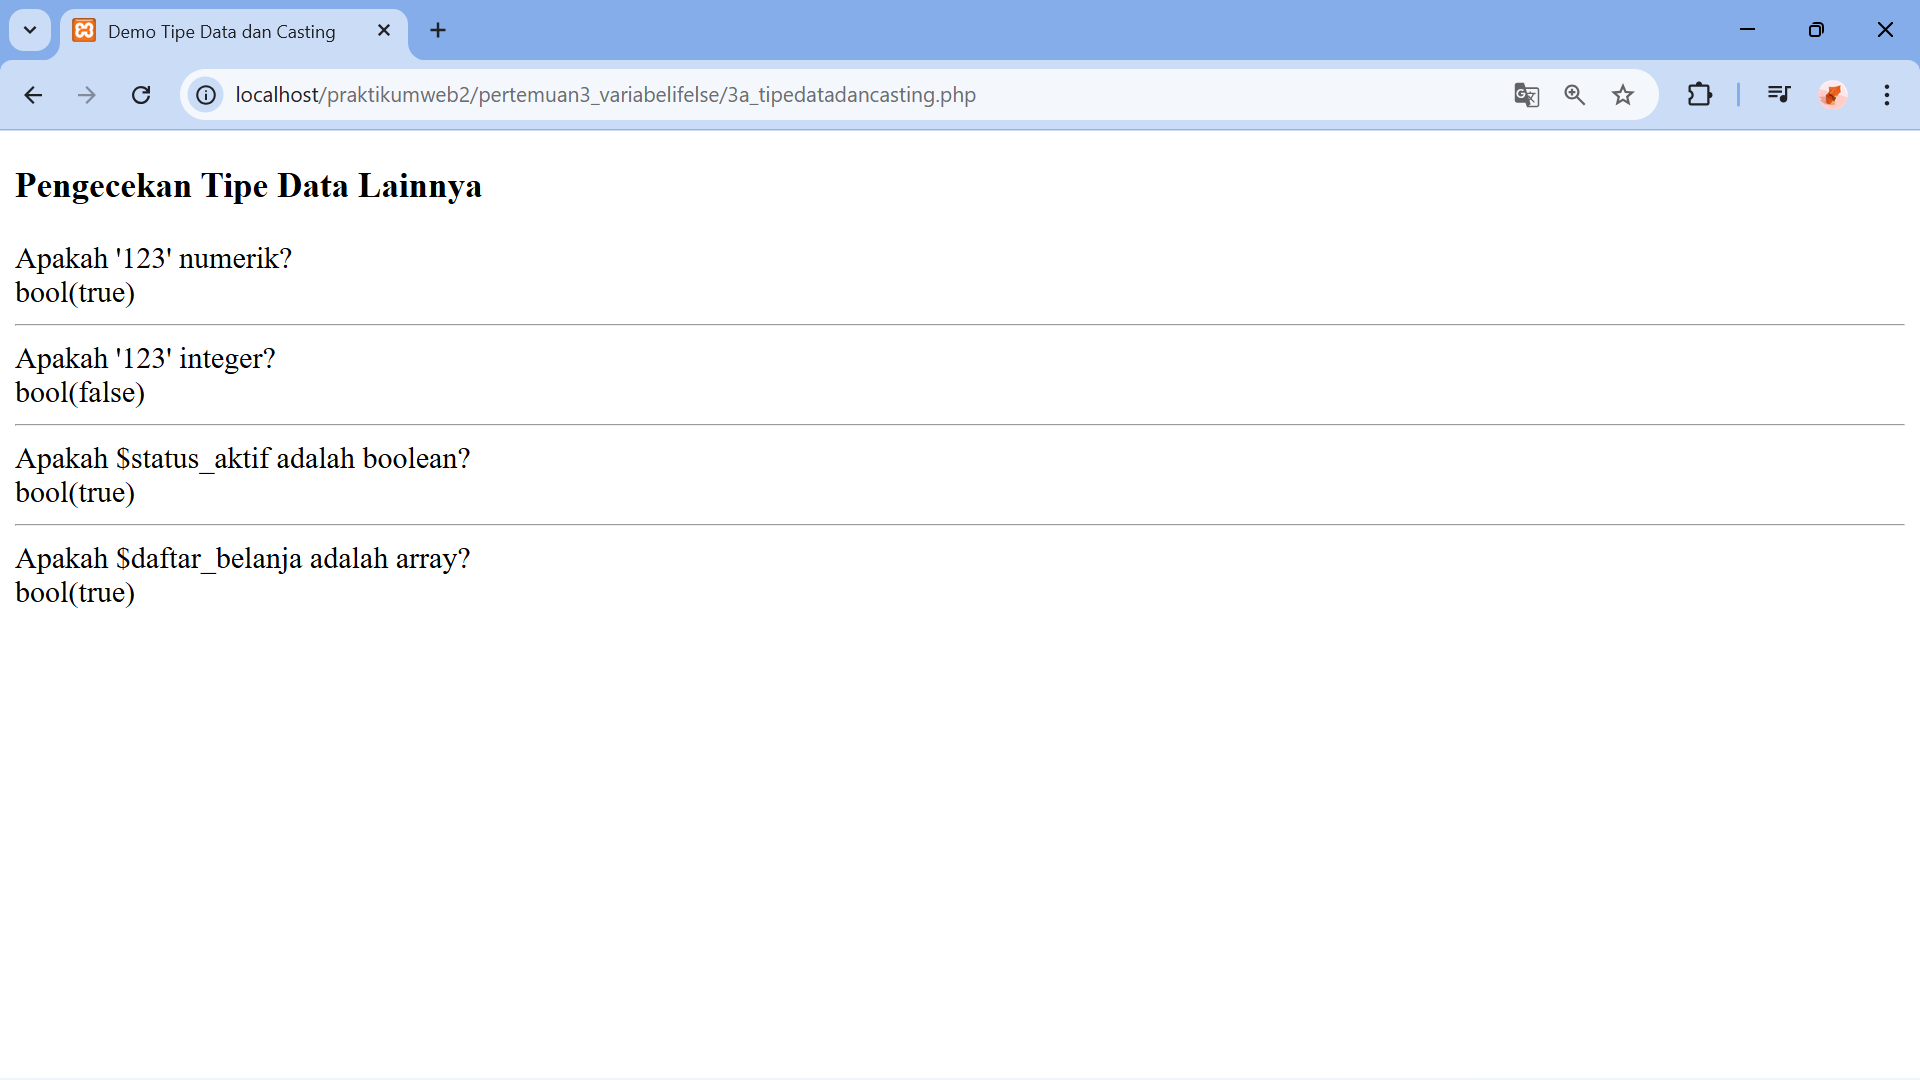 Demo Tipe Data dan Casting
localhost/praktikumweb2/pertemuan3_variabelifelse/3a_tipedatadancasting.php
Pengecekan Tipe Data Lainnya
Apakah '123' numerik?
bool(true)
Apakah '123' integer?
bool(false)
Apakah $status_aktif adalah boolean?
bool(true)
Apakah $daftar_belanja adalah array?
bool(true)